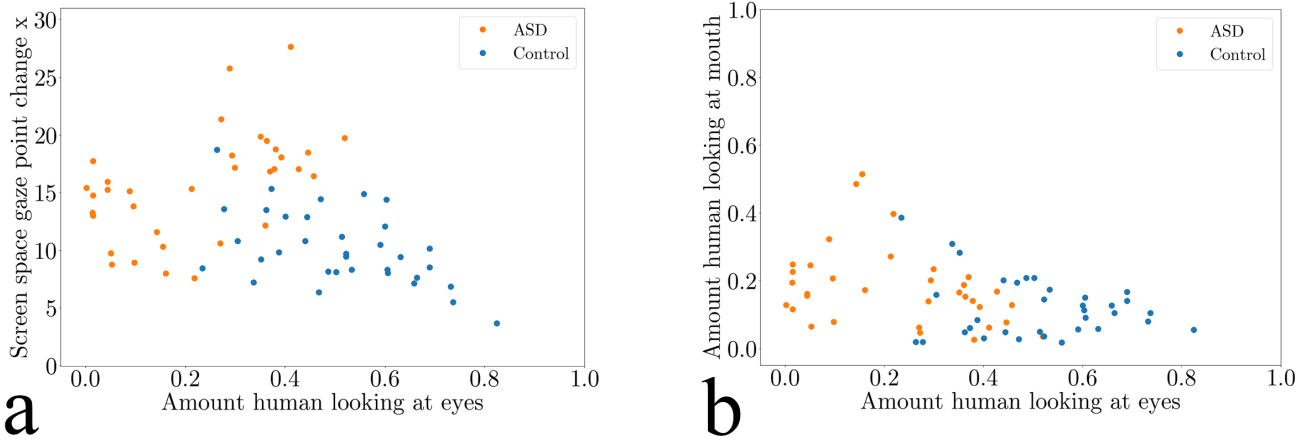 Screen space gaze point change x
30
25
20
15
10
5
0
0.0 0.2 0.4 0.6 0.8 1.0
Amount human looking at eyes
ASD
Control
a
Amount human looking at mouth
1.0
0.8
0.6
0.4
0.2
0.0
0.0 0.2 0.4 0.6 0.8 1.0
Amount human looking at eyes
ASD
Control
b